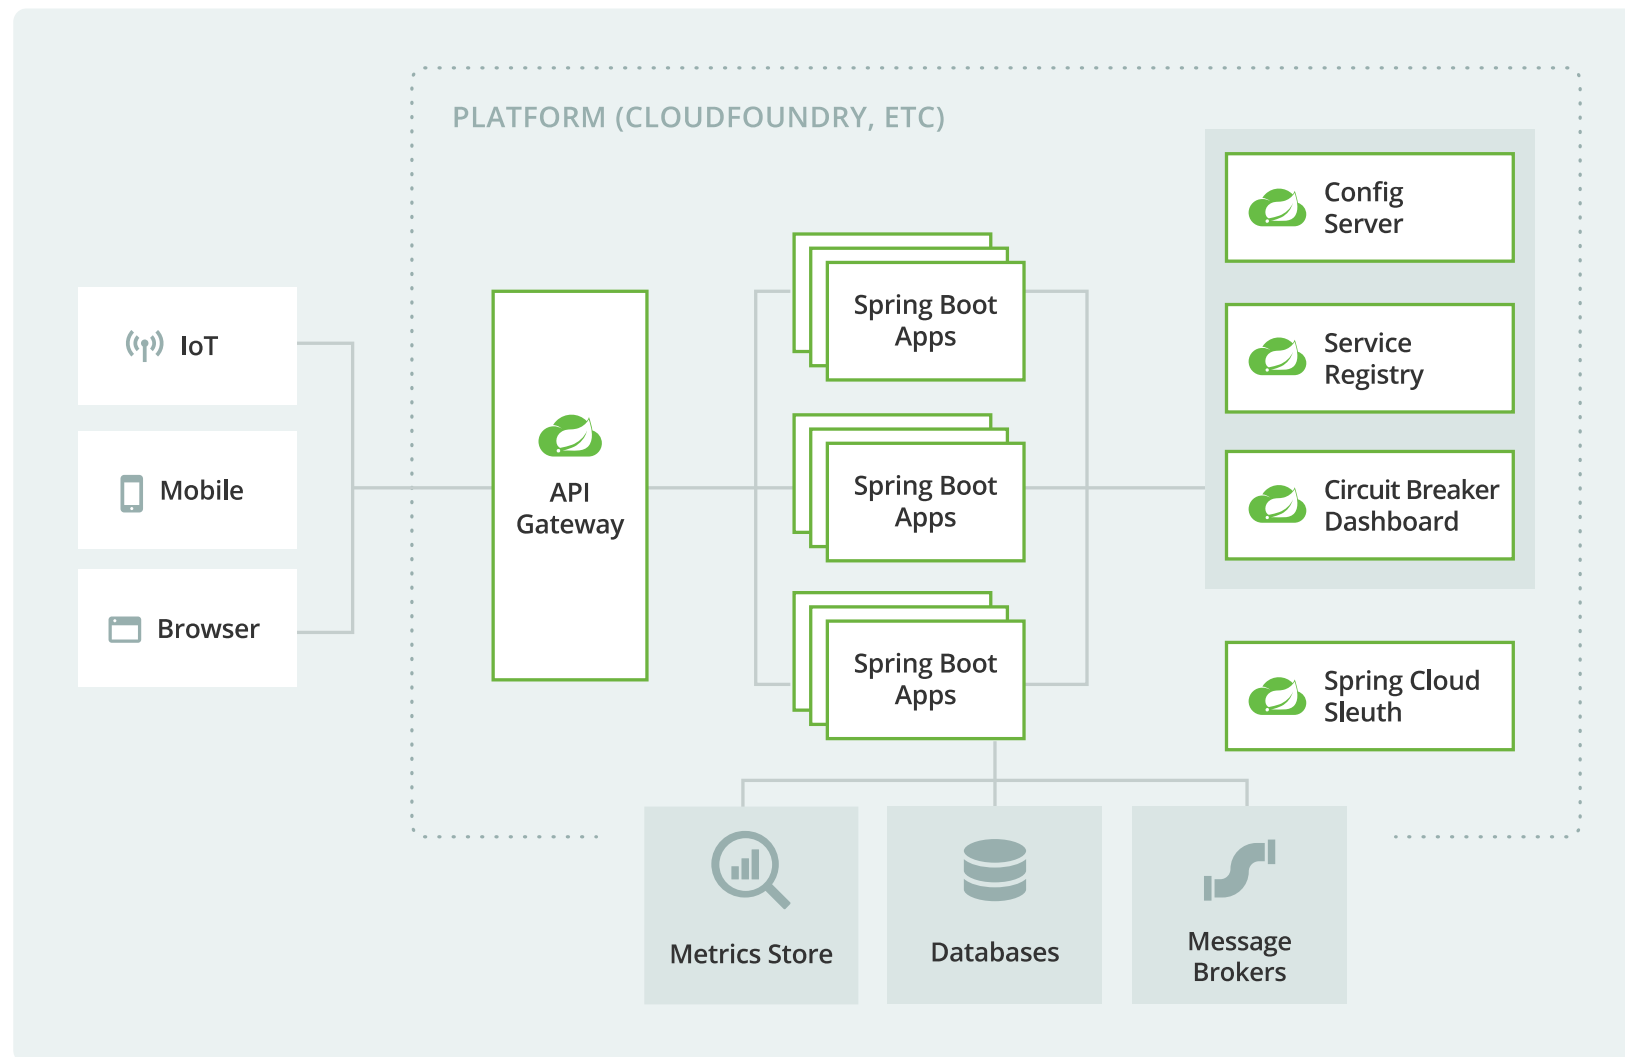 PLATFORM (CLOUDFOUNDRY, ETC)
IoT
Mobile
Browser
API
Gateway
Spring Boot
Apps
Spring Boot
Apps
Spring Boot
Apps
Config
Server
Service
Registry
Circuit Breaker
Dashboard
Spring Cloud
Sleuth
Metrics Store
Databases
Message
Brokers